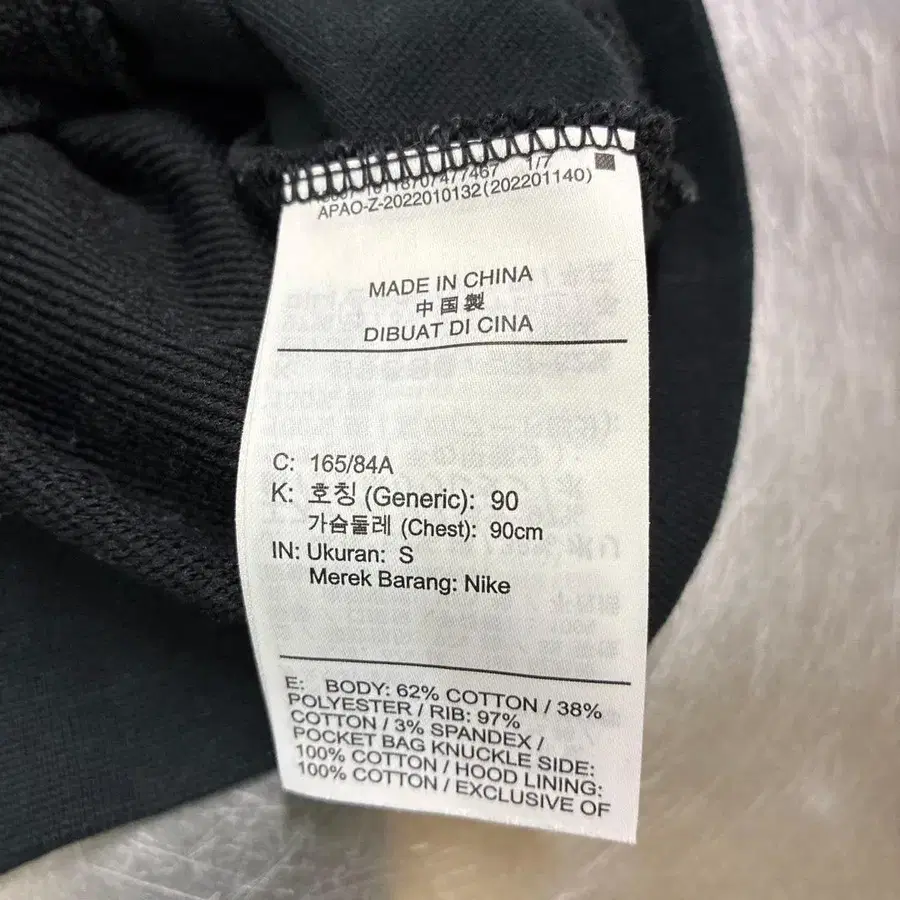 1/7
APAO-Z-2022010132(202201140)
MADE IN CHINA
中国製
DIBUAT DI CINA
C: 165/84A
K: 호칭 (Generic): 90
가슴둘레 (Chest): 90cm
IN: Ukuran: S
Merek Barang: Nike
E: BODY: 62% COTTON / 38%
POLYESTER / RIB: 97%
COTTON / 3% SPANDEX /
POCKET BAG KNUCKLE SIDE:
100% COTTON / HOOD LINING:
100% COTTON / EXCLUSIVE OF